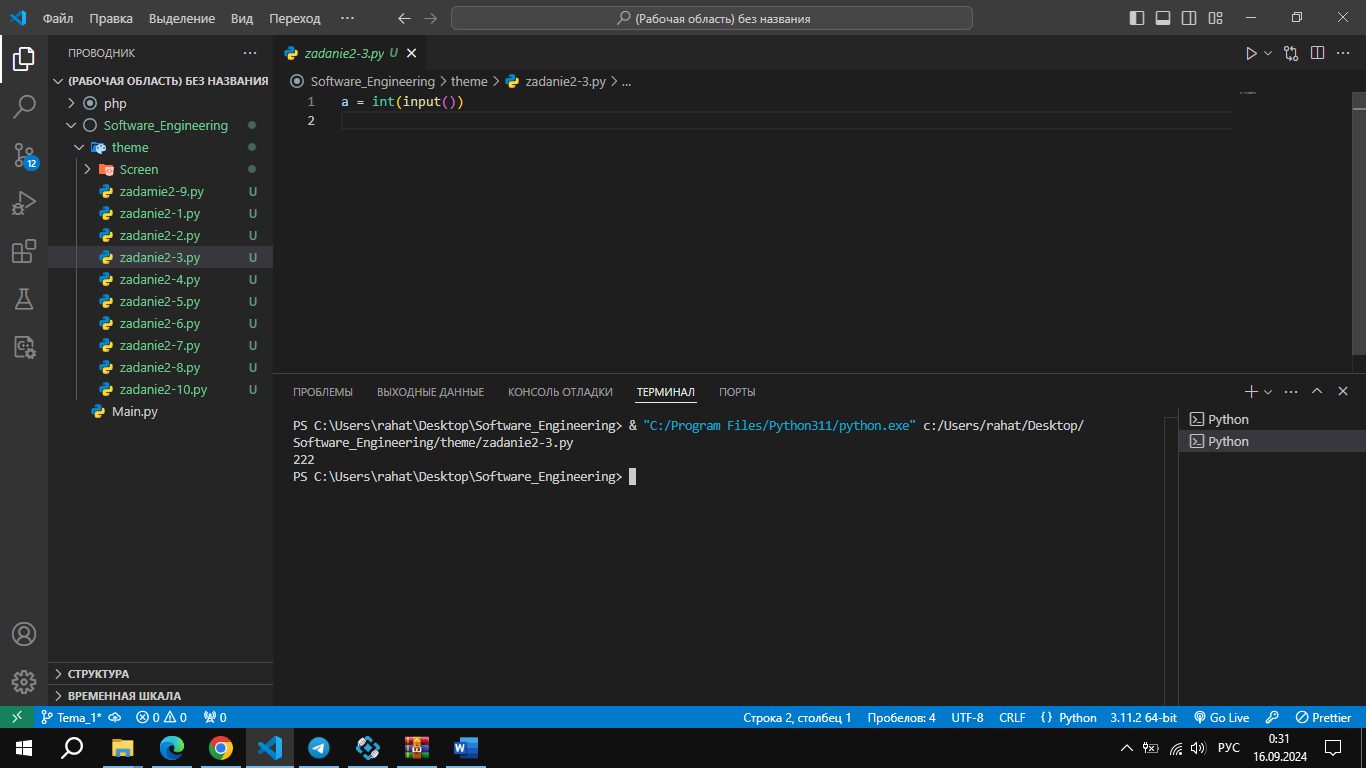 Файл Правка Выделение Вид Переход ··· (Рабочая область) без названия
ПРОВОДНИК ···
(РАБОЧАЯ ОБЛАСТЬ) БЕЗ НАЗВАНИЯ
php
Software_Engineering
theme
Screen
zadamie2-9.py U
zadanie2-1.py U
zadanie2-2.py U
zadanie2-3.py U
zadanie2-4.py U
zadanie2-5.py U
zadanie2-6.py U
zadanie2-7.py U
zadanie2-8.py U
zadanie2-10.py U
Main.py
СТРУКТУРА
ВРЕМЕННАЯ ШКАЛА
12
zadanie2-3.py U
Software_Engineering > theme > zadanie2-3.py > ...
1 a = int(input())
2
ПРОБЛЕМЫ ВЫХОДНЫЕ ДАННЫЕ КОНСОЛЬ ОТЛАДКИ ТЕРМИНАЛ ПОРТЫ
PS C:\Users\rahat\Desktop\Software_Engineering> & "C:/Program Files/Python311/python.exe" c:/Users/rahat/Desktop/
Software_Engineering/theme/zadanie2-3.py
222
PS C:\Users\rahat\Desktop\Software_Engineering>
Python
Python
Tema_1* 0 0 0 Строка 2, столбец 1 Пробелов: 4 UTF-8 CRLF {} Python 3.11.2 64-bit Go Live Prettier
РУС 0:31
16.09.2024